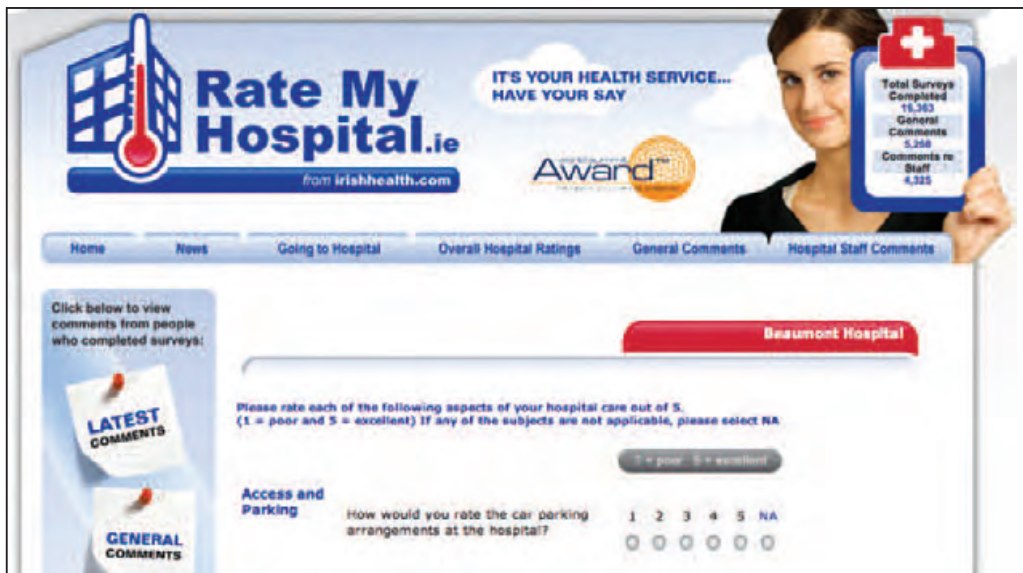 Rate My
Hospital.ie
from irishhealth.com
IT'S YOUR HEALTH SERVICE...
HAVE YOUR SAY
Award™
Total Surveys
Completed
General
Comments
Comments re
Staff
4,325
Home News Going to Hospital Overall Hospital Ratings General Comments Hospital Staff Comments
Click below to view
comments from people
who completed surveys:
LATEST
COMMENTS
GENERAL
COMMENTS
Beaumont Hospital
Please rate each of the following aspects of your hospital care out of 5.
(1 = poor and 5 = excellent) If any of the subjects are not applicable, please select NA
1 = poor 5 = excellent
Access and
Parking
How would you rate the car parking
arrangements at the hospital?
1 2 3 4 5 NA